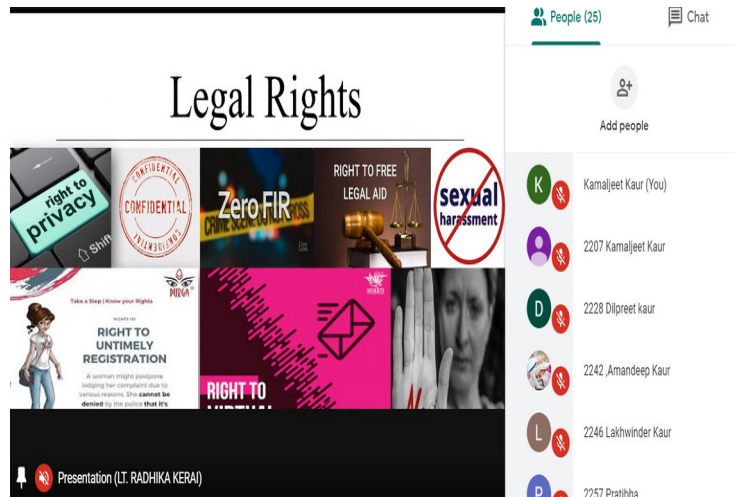 Legal Rights
right to
privacy
Shift
CONFIDENTIAL
CONFIDENTIAL
CONFIDENTIAL
Zero FIR
CRIME SCENE
CROSS
RIGHT TO FREE
LEGAL AID
sexual
harassment
Take a Step | Know your Rights
DURGA
RIGHT TO
UNTIMELY
REGISTRATION
A woman might postpone
lodging her complaint due to
various reasons. She cannot be
denied by the police that it's
RIGHT TO
VIRTUAL
Presentation (LT. RADHIKA KERAI)
People (25)
Chat
Add people
K
Kamaljeet Kaur (You)
2207 Kamaljeet Kaur
D
2228 Dilpreet kaur
2242 ,Amandeep Kaur
L
2246 Lakhwinder Kaur
P
2257 Pratibha